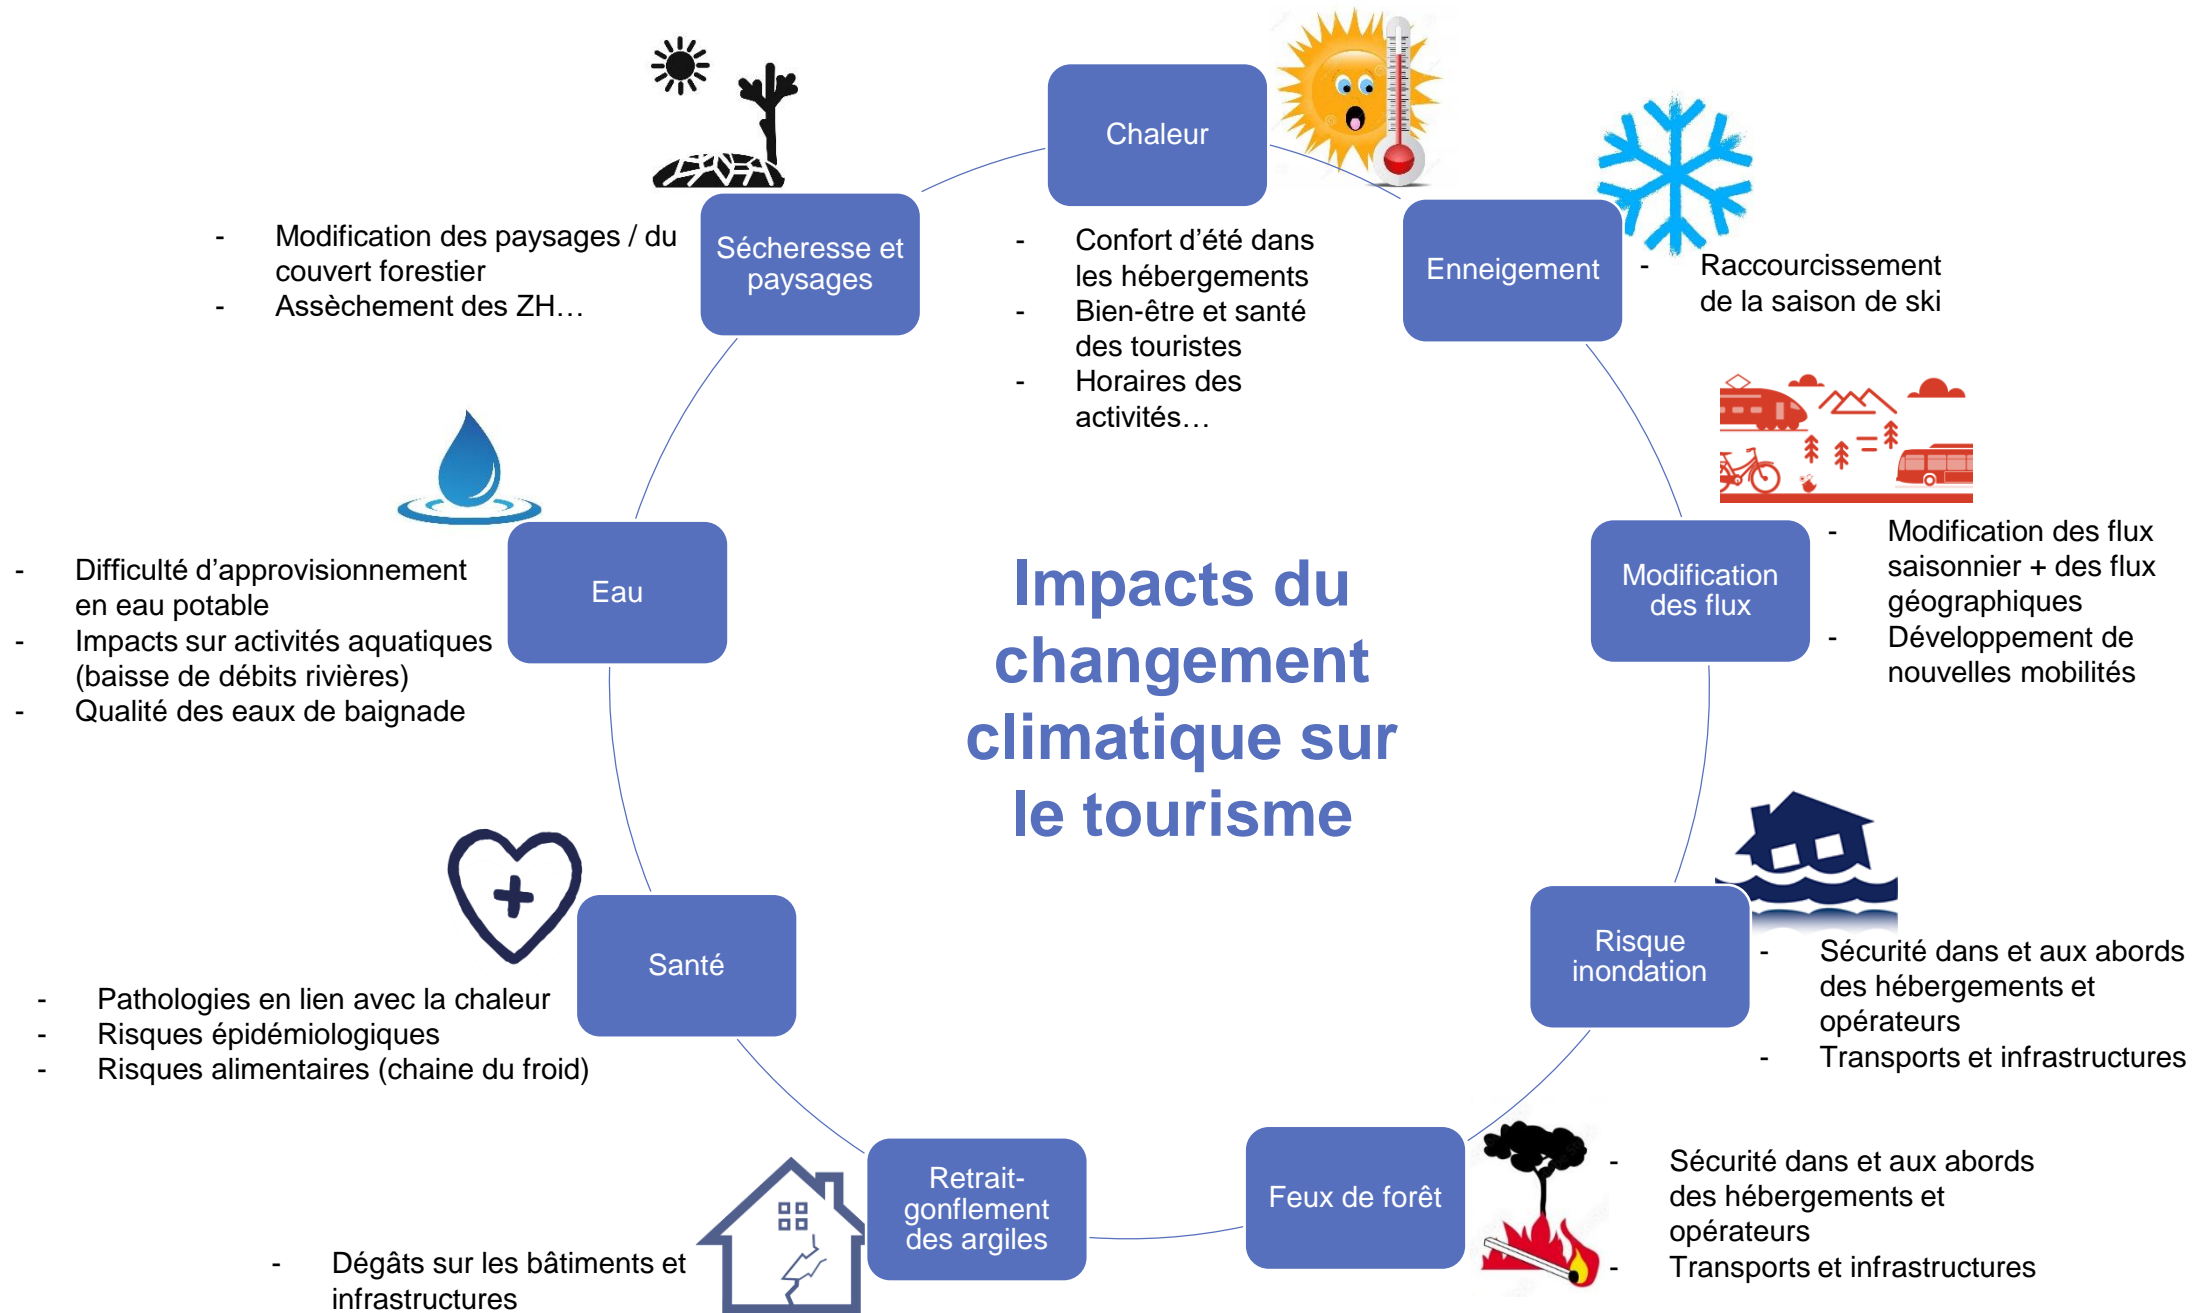 Chaleur
- Confort d’été dans
les hébergements
- Bien-être et santé
des touristes
- Horaires des
activités…
Enneigement
- Raccourcissement
de la saison de ski
Modification
des flux
- Modification des flux
saisonnier + des flux
géographiques
- Développement de
nouvelles mobilités
Risque
inondation
- Sécurité dans et aux abords
des hébergements et
opérateurs
- Transports et infrastructures
Feux de forêt
- Sécurité dans et aux abords
des hébergements et
opérateurs
- Transports et infrastructures
Retrait-
gonflement
des argiles
- Dégâts sur les bâtiments et
infrastructures
Santé
- Pathologies en lien avec la chaleur
- Risques épidémiologiques
- Risques alimentaires (chaine du froid)
Eau
- Difficulté d’approvisionnement
en eau potable
- Impacts sur activités aquatiques
(baisse de débits rivières)
- Qualité des eaux de baignade
Sécheresse et
paysages
- Modification des paysages / du
couvert forestier
- Assèchement des ZH…
Impacts du
changement
climatique sur
le tourisme